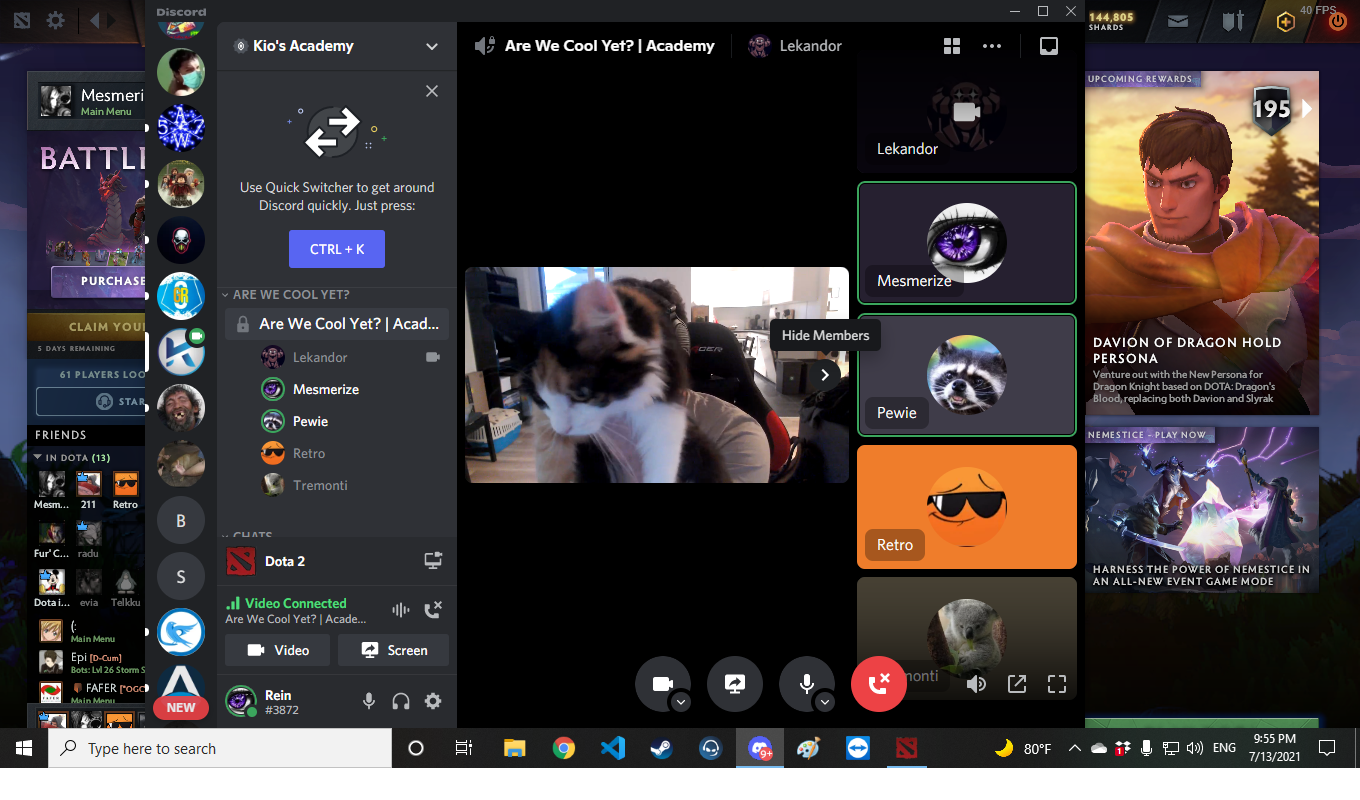 Discord
40 FPS
144,805
SHARDS
Mesmeri
Main Menu
BATTLE
PURCHASE
CLAIM YOU
5 DAYS REMAINING
61 PLAYERS LOO
STAR
FRIENDS
IN DOTA (13)
Mesm...
211
Retro
Fur' C...
radu
Dota i...
evia
Telkku
(:
Main Menu
Epi [D-Cum]
Bots: Lvl 26 Storm S
FAFER [*OGC
Main Menu
B
S
NEW
Kio's Academy
Use Quick Switcher to get around
Discord quickly. Just press:
CTRL + K
ARE WE COOL YET?
Are We Cool Yet? | Acad...
Lekandor
Mesmerize
Pewie
Retro
Tremonti
CHATS
Dota 2
Video Connected
Are We Cool Yet? | Acade...
Video
Screen
Rein
#3872
Are We Cool Yet? | Academy
Lekandor
Lekandor
Mesmerize
Hide Members
Pewie
Retro
monti
UPCOMING REWARDS
195
DAVION OF DRAGON HOLD
PERSONA
Venture out with the New Persona for
Dragon Knight based on DOTA: Dragon's
Blood, replacing both Davion and Slyrak
NEMESTICE - PLAY NOW
HARNESS THE POWER OF NEMESTICE IN
AN ALL-NEW EVENT GAME MODE
Type here to search
9+
80°F
1
ENG
9:55 PM
7/13/2021